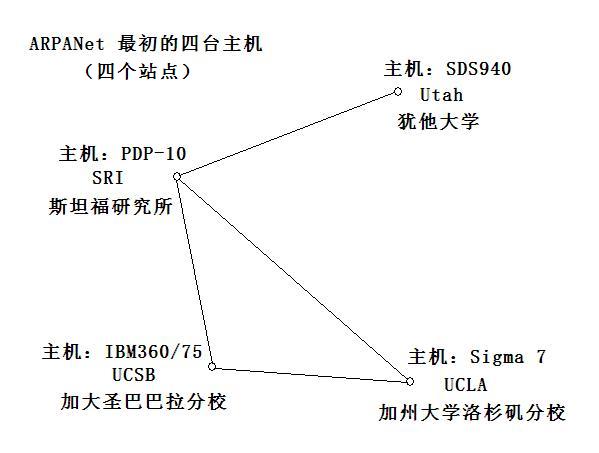 ARPANet 最初的四台主机
（四个站点）
主机：SDS940
Utah
犹他大学
主机：PDP-10
SRI
斯坦福研究所
主机：IBM360/75
UCSB
加大圣巴巴拉分校
主机：Sigma 7
UCLA
加州大学洛杉矶分校